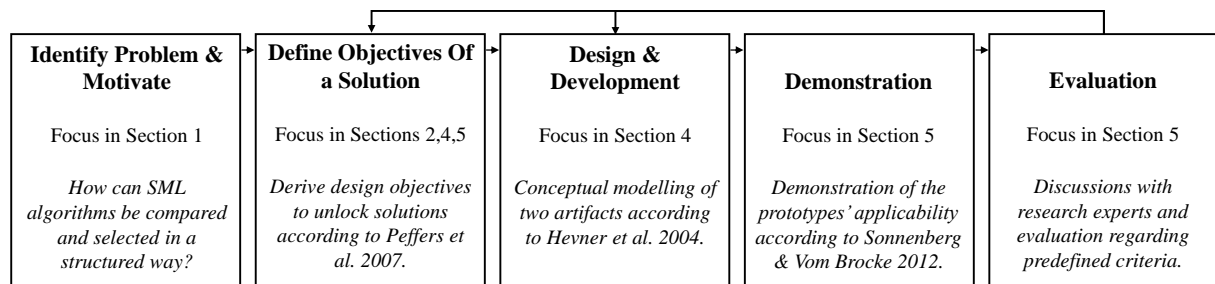 Identify Problem &
Motivate
Focus in Section 1
How can SML
algorithms be compared
and selected in a
structured way?
Define Objectives Of
a Solution
Focus in Sections 2,4,5
Derive design objectives
to unlock solutions
according to Peffers et
al. 2007.
Design &
Development
Focus in Section 4
Conceptual modelling of
two artifacts according
to Hevner et al. 2004.
Demonstration
Focus in Section 5
Demonstration of the
prototypes' applicability
according to Sonnenberg
& Vom Brocke 2012.
Evaluation
Focus in Section 5
Discussions with
research experts and
evaluation regarding
predefined criteria.